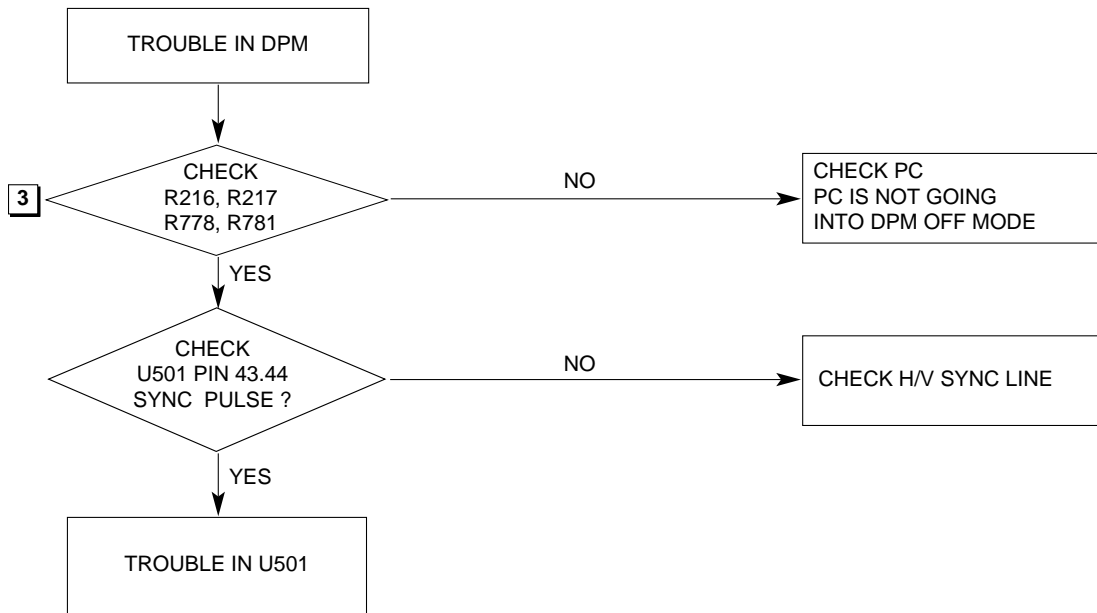 TROUBLE IN DPM
3
CHECK
R216, R217
R778, R781
NO
CHECK PC
PC IS NOT GOING
INTO DPM OFF MODE
YES
CHECK
U501 PIN 43.44
SYNC PULSE ?
NO
CHECK H/V SYNC LINE
YES
TROUBLE IN U501